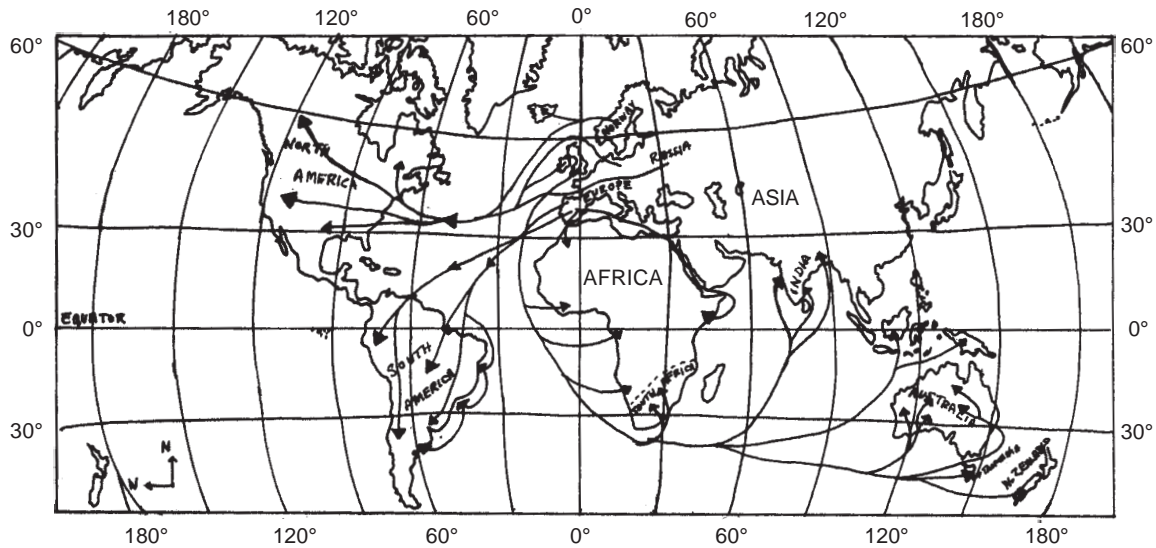 180° 120° 60° 0° 60° 120° 180°
60° 60°
NORWAY
NORTH
RUSSIA
AMERICA
EUROPE
ASIA
30° 30°
AFRICA
INDIA
EQUATOR
0° 0°
SOUTH
AMERICA
SOUTH AFRICA
AUSTRALIA
30° 30°
N
W
TASMANIA
N. ZEALAND
180° 120° 60° 0° 60° 120° 180°